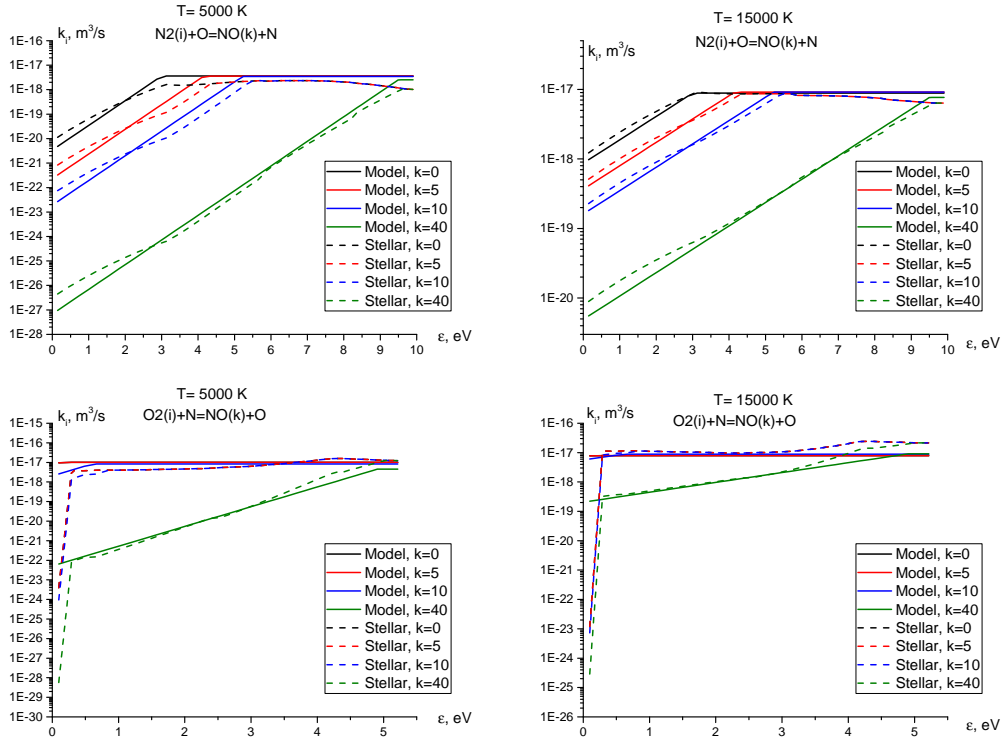 T= 5000 K
k_i, m³/s
N2(i)+O=NO(k)+N
1E-16
1E-17
1E-18
1E-19
1E-20
1E-21
1E-22
1E-23
1E-24
1E-25
1E-26
1E-27
1E-28
Model, k=0
Model, k=5
Model, k=10
Model, k=40
Stellar, k=0
Stellar, k=5
Stellar, k=10
Stellar, k=40
0 1 2 3 4 5 6 7 8 9 10
ε, eV
T= 15000 K
N2(i)+O=NO(k)+N
k_i, m³/s
1E-17
1E-18
1E-19
1E-20
Model, k=0
Model, k=5
Model, k=10
Model, k=40
Stellar, k=0
Stellar, k=5
Stellar, k=10
Stellar, k=40
0 1 2 3 4 5 6 7 8 9 10
ε, eV
T= 5000 K
k_i, m³/s
O2(i)+N=NO(k)+O
1E-15
1E-16
1E-17
1E-18
1E-19
1E-20
1E-21
1E-22
1E-23
1E-24
1E-25
1E-26
1E-27
1E-28
1E-29
1E-30
Model, k=0
Model, k=5
Model, k=10
Model, k=40
Stellar, k=0
Stellar, k=5
Stellar, k=10
Stellar, k=40
0 1 2 3 4 5
ε, eV
T= 15000 K
k_i, m³/s
O2(i)+N=NO(k)+O
1E-15
1E-16
1E-17
1E-18
1E-19
1E-20
1E-21
1E-22
1E-23
1E-24
1E-25
1E-26
Model, k=0
Model, k=5
Model, k=10
Model, k=40
Stellar, k=0
Stellar, k=5
Stellar, k=10
Stellar, k=40
0 1 2 3 4 5
ε, eV